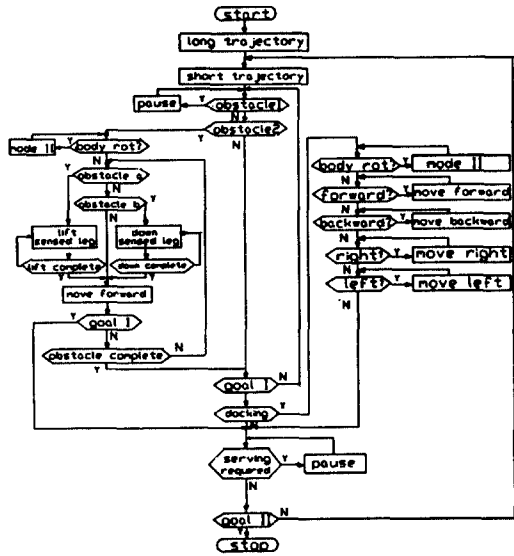 start
long trajectory
short trajectory
pause Y obstacle1
N
obstacle2
Y N
mode II Y body rot?
N
Y obstacle a
N
obstacle b Y
N
lift sensed leg
down sensed leg
lift complete
down complete
Y Y
move forward
Y goal I
N
obstacle complete N
Y
body rot? Y mode II
N
forward? Y move forward
N
backward? Y move backward
N
right? Y move right
N
left? Y move left
N
goal I N
Y
docking Y
N
serving required Y pause
N
goal II N
Y
stop